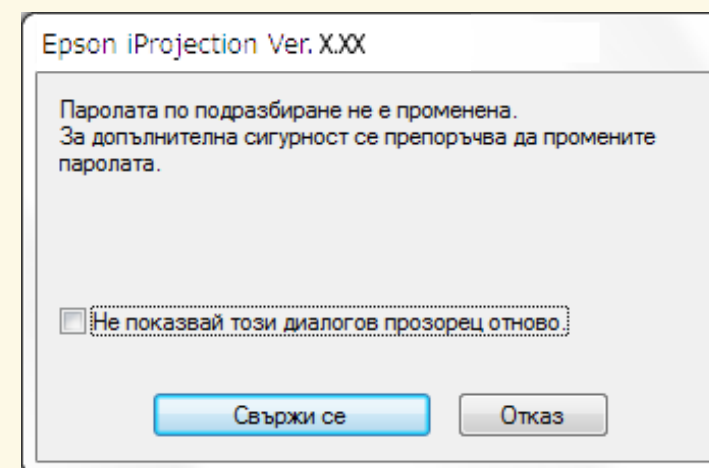 Epson iProjection Ver. X.XX
Паролата по подразбиране не е променена.
За допълнителна сигурност се препоръчва да промените
паролата.
Не показвай този диалогов прозорец отново.
Свържи се
Отказ